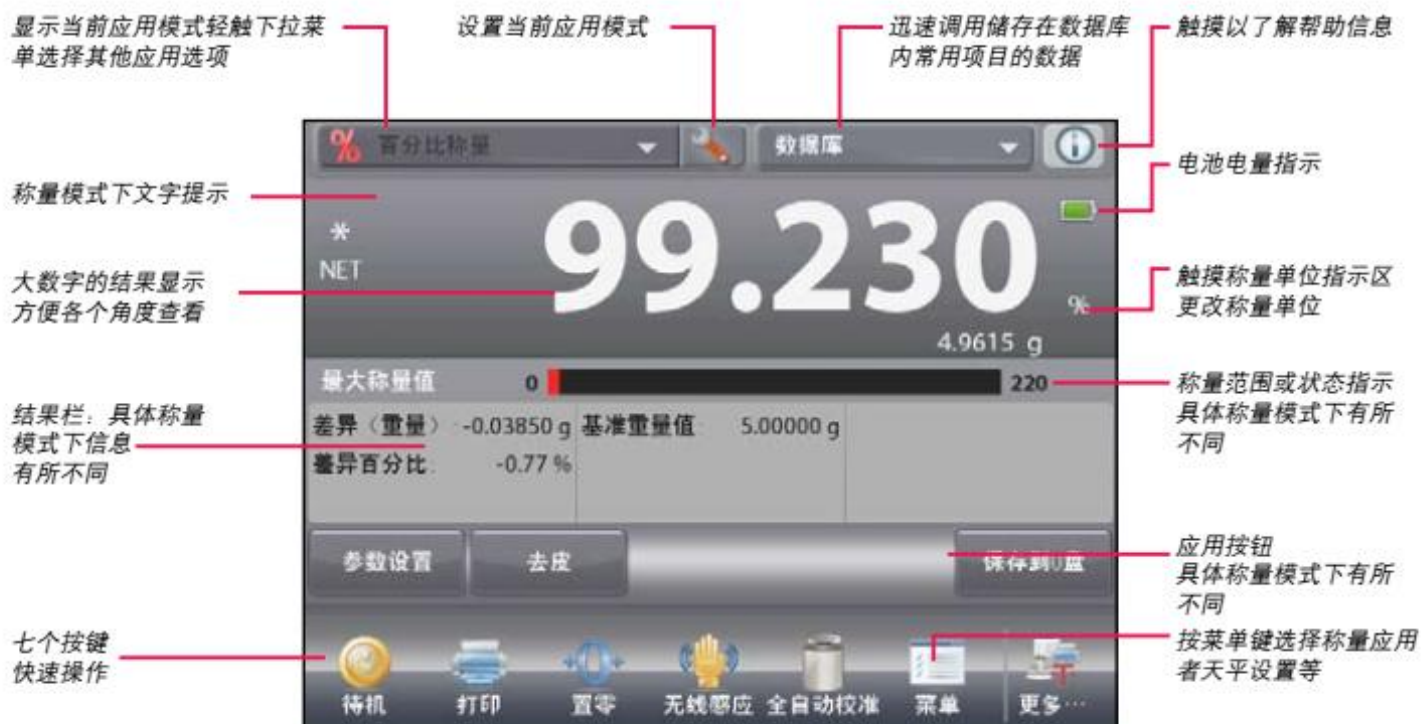 显示当前应用模式轻触下拉菜
单选择其他应用选项
设置当前应用模式
迅速调用储存在数据库
内常用项目的数据
触摸以了解帮助信息
% 百分比称量
数据库
称量模式下文字提示
电池电量指示
*
NET
99.230
%
4.9615 g
大数字的结果显示
方便各个角度查看
触摸称量单位指示区
更改称量单位
最大称量值 0 220
称量范围或状态指示
具体称量模式下有所
不同
结果栏：具体称量
模式下信息
有所不同
差异（重量）: -0.03850 g 基准重量值: 5.00000 g
差异百分比: -0.77 %
参数设置
去皮
保存到U盘
应用按钮
具体称量模式下有所
不同
七个按键
快速操作
按菜单键选择称量应用
者天平设置等
待机
打印
置零
无线感应
全自动校准
菜单
更多…